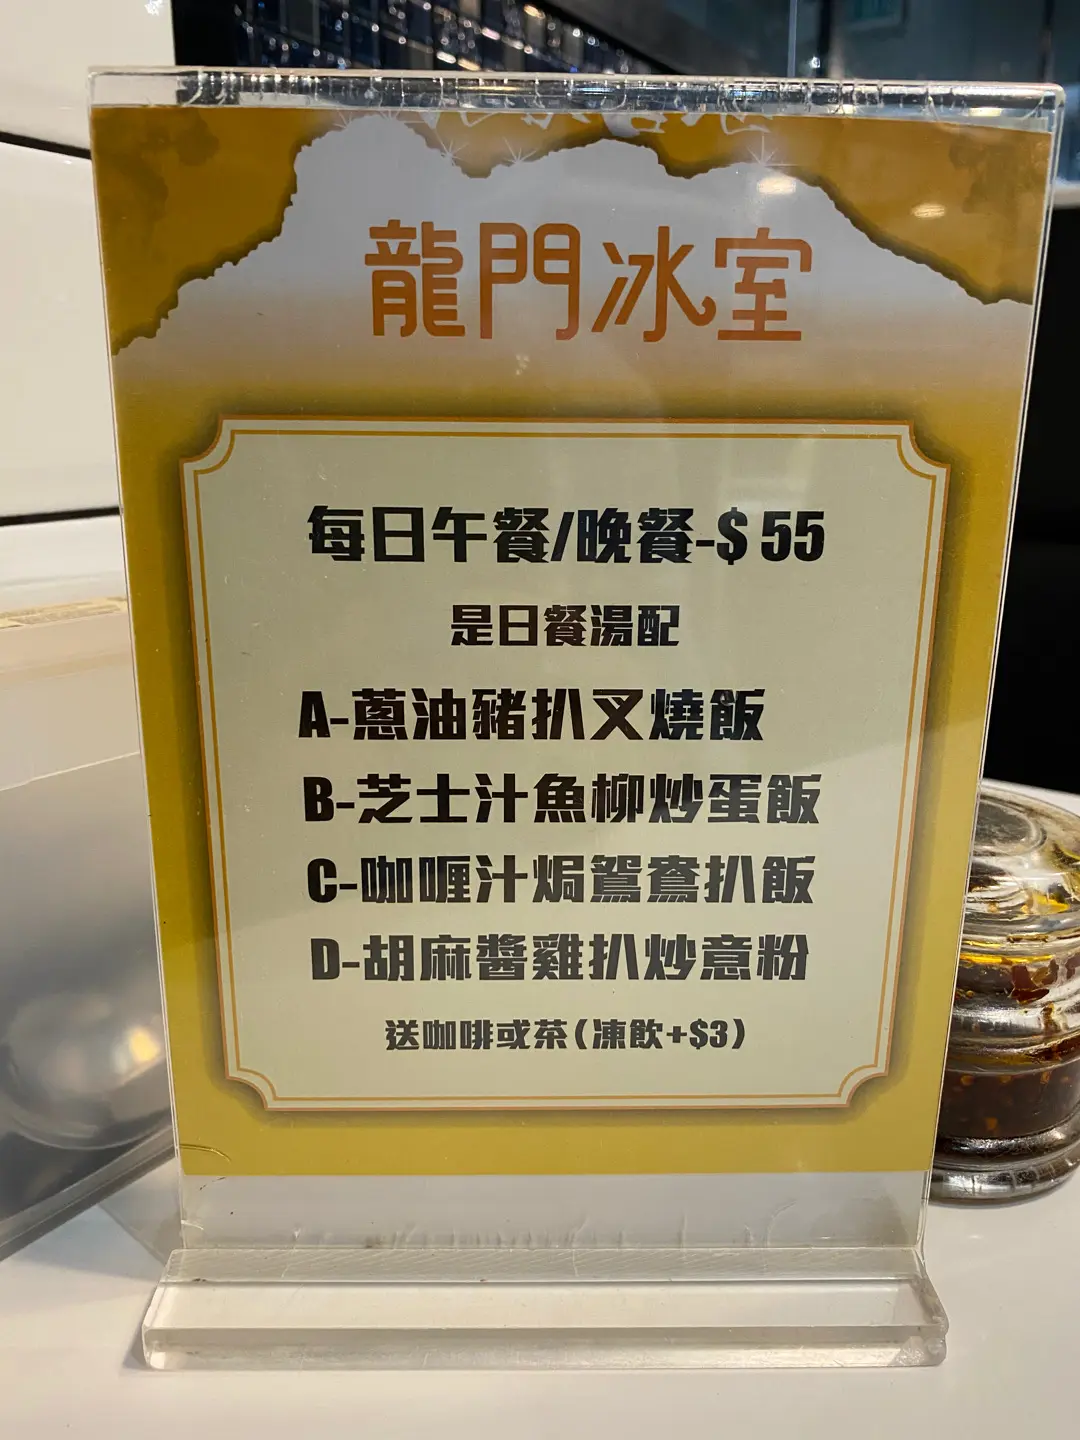 龍門冰室
每日午餐/晚餐-$55
是日餐湯配
A-蔥油豬扒叉燒飯
B-芝士汁魚柳炒蛋飯
C-咖喱汁焗鴛鴦扒飯
D-胡麻醬雞扒炒意粉
送咖啡或茶(凍飲+$3)